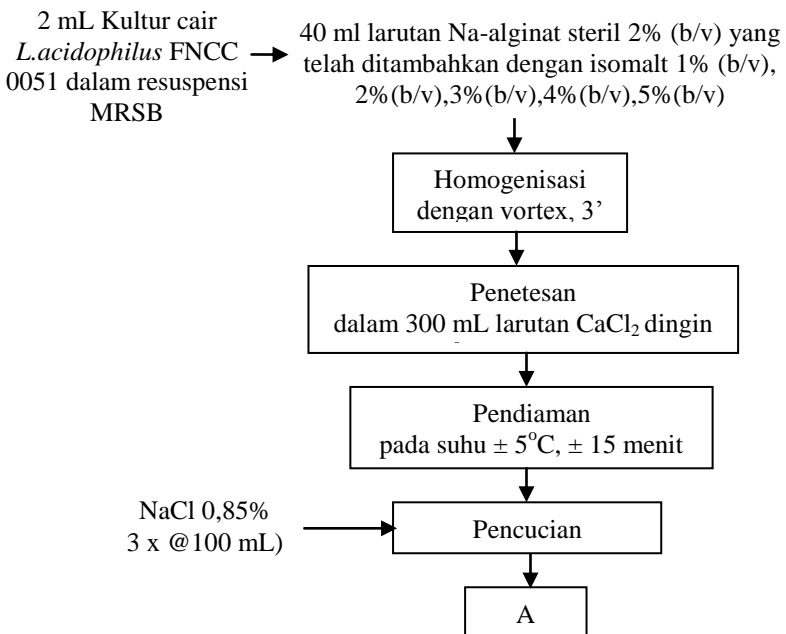 2 mL Kultur cair
L.acidophilus FNCC
0051 dalam resuspensi
MRSB
40 ml larutan Na-alginat steril 2% (b/v) yang
telah ditambahkan dengan isomalt 1% (b/v),
2%(b/v),3%(b/v),4%(b/v),5%(b/v)
Homogenisasi
dengan vortex, 3’
Penetesan
dalam 300 mL larutan CaCl₂ dingin
Pendiaman
pada suhu ± 5°C, ± 15 menit
NaCl 0,85%
3 x @100 mL)
Pencucian
A